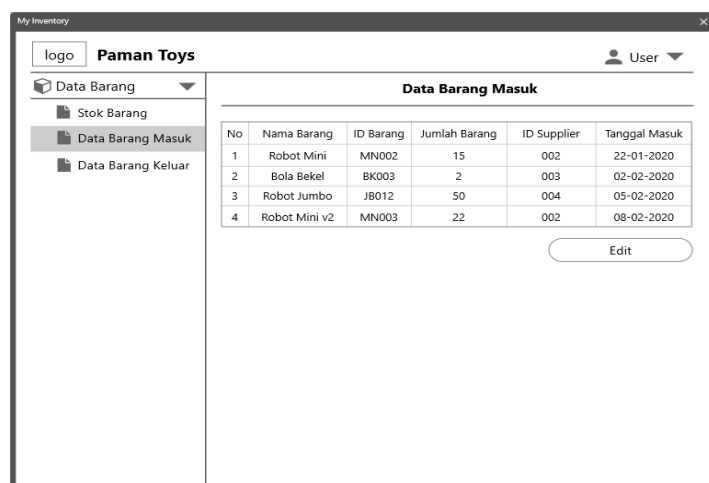 My Inventory
logo Paman Toys User
Data Barang
Stok Barang
Data Barang Masuk
Data Barang Keluar
Data Barang Masuk
No Nama Barang ID Barang Jumlah Barang ID Supplier Tanggal Masuk
1 Robot Mini MN002 15 002 22-01-2020
2 Bola Bekel BK003 2 003 02-02-2020
3 Robot Jumbo JB012 50 004 05-02-2020
4 Robot Mini v2 MN003 22 002 08-02-2020
Edit